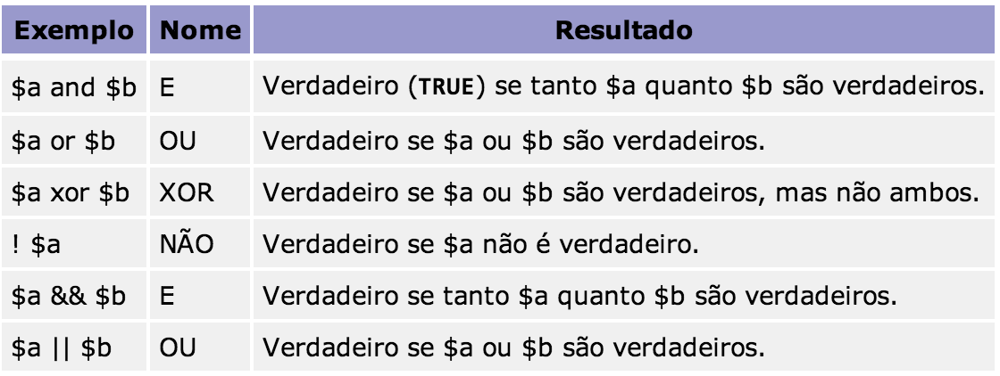 Exemplo Nome Resultado
$a and $b E Verdadeiro (TRUE) se tanto $a quanto $b são verdadeiros.
$a or $b OU Verdadeiro se $a ou $b são verdadeiros.
$a xor $b XOR Verdadeiro se $a ou $b são verdadeiros, mas não ambos.
! $a NÃO Verdadeiro se $a não é verdadeiro.
$a && $b E Verdadeiro se tanto $a quanto $b são verdadeiros.
$a || $b OU Verdadeiro se $a ou $b são verdadeiros.